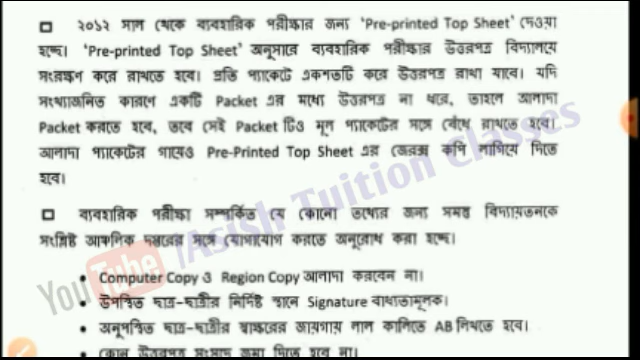 □ ২০১২ সাল থেকে ব্যবহারিক পরীক্ষার জন্য 'Pre-printed Top Sheet' দেওয়া
হচ্ছে। 'Pre-printed Top Sheet' অনুসারে ব্যবহারিক পরীক্ষার উত্তরপত্র বিদ্যালয়ে
সংরক্ষণ করে রাখতে হবে। প্রতি প্যাকেটে একশতটি করে উত্তরপত্র রাখা যাবে। যদি
সংখ্যাজনিত কারণে একটি Packet এর মধ্যে উত্তরপত্র না ধরে, তাহলে আলাদা
Packet করতে হবে, তবে সেই Packet টিও মূল প্যাকেটের সঙ্গে বেঁধে রাখতে হবে।
আলাদা প্যাকেটের গায়েও Pre-Printed Top Sheet এর জেরক্স কপি লাগিয়ে দিতে
হবে।
□ ব্যবহারিক পরীক্ষা সম্পর্কিত যে কোনো তথ্যের জন্য সমস্ত বিদ্যায়তনকে
সংশ্লিষ্ট আঞ্চলিক দপ্তরের সঙ্গে যোগাযোগ করতে অনুরোধ করা হচ্ছে।
• Computer Copy ও Region Copy আলাদা করবেন না।
• উপস্থিত ছাত্র-ছাত্রীর নির্দিষ্ট স্থানে Signature বাধ্যতামূলক।
• অনুপস্থিত ছাত্র-ছাত্রীর স্বাক্ষরের জায়গায় লাল কালিতে AB লিখতে হবে।
• কোন উত্তরপত্র সংসদে জমা দিতে হবে না।
YouTube/Asish Tuition Classes